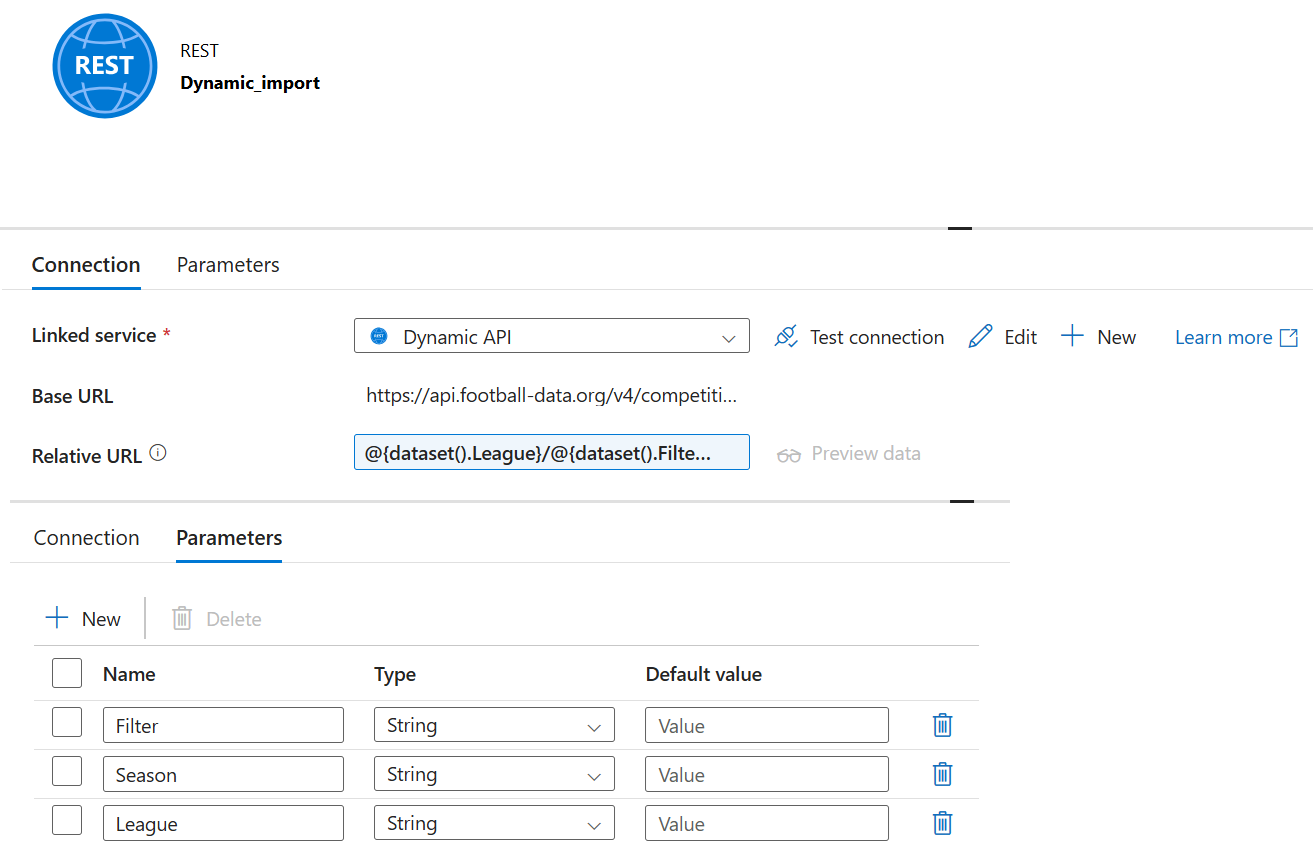 REST
REST
Dynamic_import
Connection Parameters
Linked service * REST Dynamic API Test connection Edit New Learn more
Base URL https://api.football-data.org/v4/competiti...
Relative URL @{dataset().League}/@{dataset().Filte... Preview data
Connection Parameters
New Delete
Name Type Default value
Filter String Value
Season String Value
League String Value